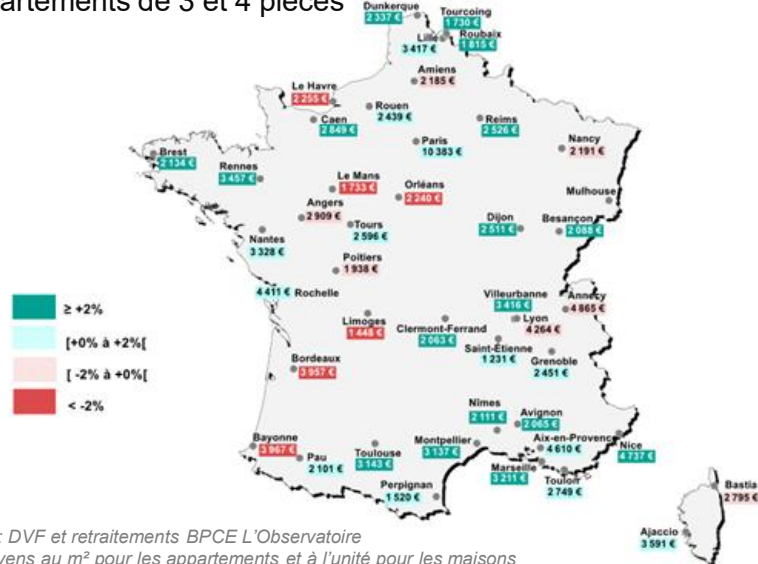 artements de 3 et 4 pièces
Dunkerque
2 337 €
Tourcoing
1 730 €
Lille
3 417 €
Roubaix
1 815 €
Amiens
2 185 €
Le Havre
2 255 €
Rouen
2 439 €
Caen
2 849 €
Reims
2 526 €
Paris
10 383 €
Nancy
2 191 €
Brest
2 134 €
Rennes
3 457 €
Le Mans
1 733 €
Orléans
2 240 €
Mulhouse
Angers
2 909 €
Tours
2 596 €
Dijon
2 511 €
Besançon
2 088 €
Nantes
3 328 €
Poitiers
1 938 €
4 411 € Rochelle
Villeurbanne
3 416 €
Annecy
4 865 €
Limoges
1 448 €
Clermont-Ferrand
2 063 €
Lyon
4 264 €
Saint-Étienne
1 231 €
Grenoble
2 451 €
≥ +2%
[+0% à +2%[
[ -2% à +0%[
< -2%
Bordeaux
3 957 €
Nîmes
2 111 €
Avignon
2 065 €
Aix-en-Provence
4 610 €
Nice
4 737 €
Bayonne
3 967 €
Pau
2 101 €
Toulouse
3 143 €
Montpellier
3 137 €
Marseille
3 211 €
Toulon
2 749 €
Perpignan
1 520 €
Bastia
2 795 €
Ajaccio
3 591 €
: DVF et retraitements BPCE L'Observatoire
yens au m² pour les appartements et à l'unité pour les maisons